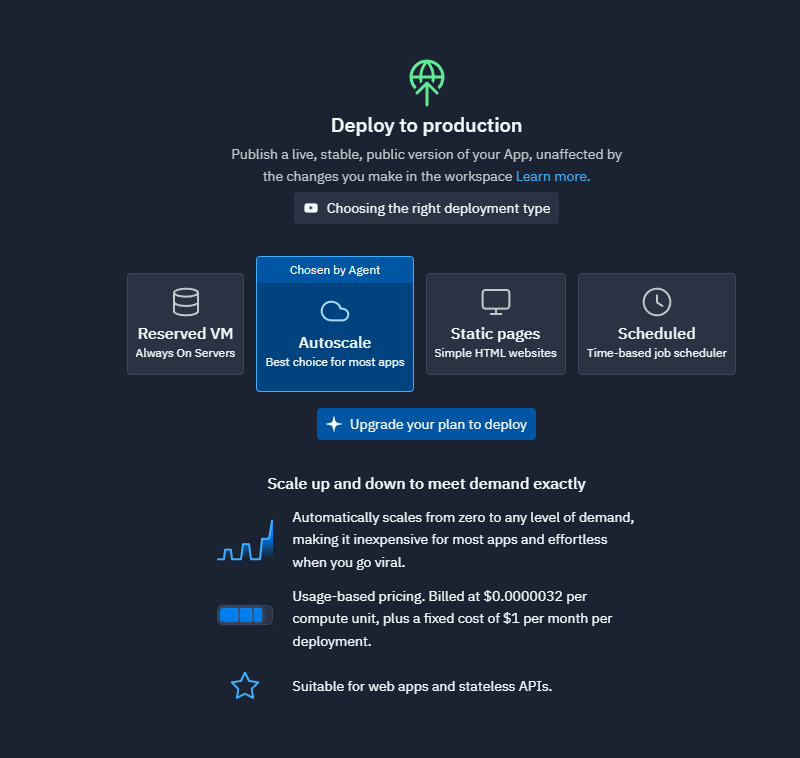 Deploy to production
Publish a live, stable, public version of your App, unaffected by
the changes you make in the workspace Learn more.
Choosing the right deployment type
Chosen by Agent
Reserved VM
Always On Servers
Autoscale
Best choice for most apps
Static pages
Simple HTML websites
Scheduled
Time-based job scheduler
Upgrade your plan to deploy
Scale up and down to meet demand exactly
Automatically scales from zero to any level of demand,
making it inexpensive for most apps and effortless
when you go viral.
Usage-based pricing. Billed at $0.0000032 per
compute unit, plus a fixed cost of $1 per month per
deployment.
Suitable for web apps and stateless APIs.